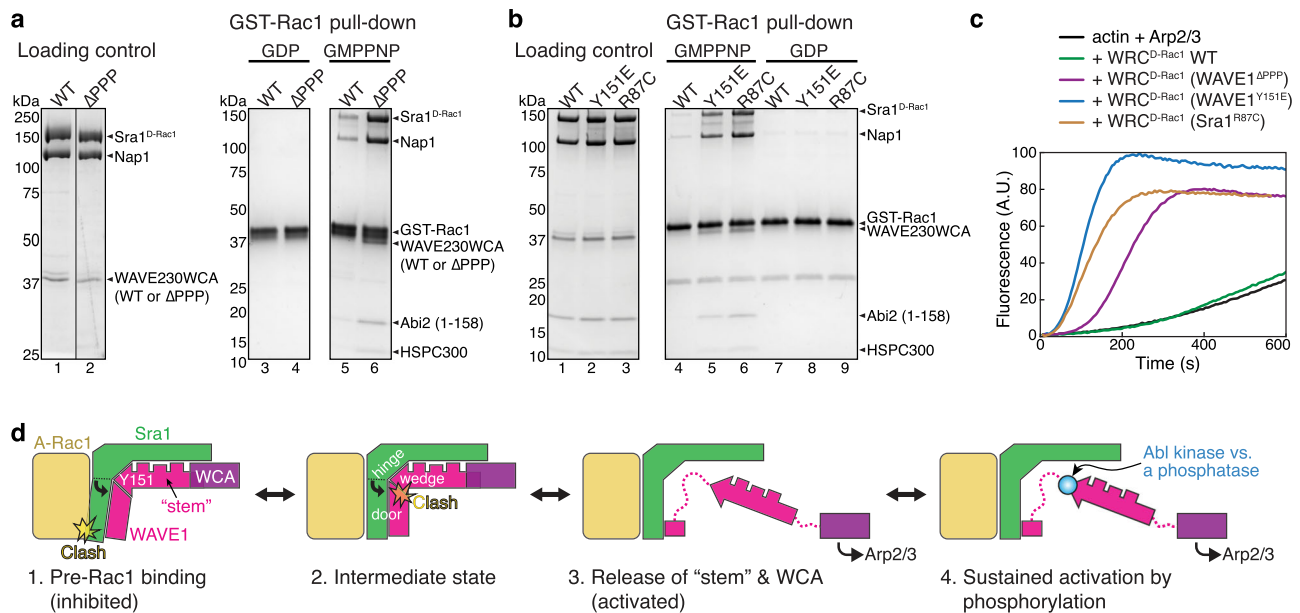 a
Loading control
GST-Rac1 pull-down
GDP
GMPPNP
WT
ΔPPP
WT
ΔPPP
WT
ΔPPP
kDa
250
150
100
75
50
37
25
Sra1D-Rac1
Nap1
WAVE230WCA
(WT or ΔPPP)
1
2
kDa
150
100
75
50
37
25
20
15
10
Sra1D-Rac1
Nap1
GST-Rac1
WAVE230WCA
(WT or ΔPPP)
Abi2 (1-158)
HSPC300
3
4
5
6
b
Loading control
GST-Rac1 pull-down
GMPPNP
GDP
WT
Y151E
R87C
WT
Y151E
R87C
WT
Y151E
R87C
kDa
150
100
75
50
37
25
20
15
10
Sra1D-Rac1
Nap1
GST-Rac1
WAVE230WCA
Abi2 (1-158)
HSPC300
1
2
3
4
5
6
7
8
9
c
actin + Arp2/3
+ WRCD-Rac1 WT
+ WRCD-Rac1 (WAVE1ΔPPP)
+ WRCD-Rac1 (WAVE1Y151E)
+ WRCD-Rac1 (Sra1R87C)
Fluorescence (A.U.)
100
80
60
40
20
0
0
200
400
600
Time (s)
d
A-Rac1
Sra1
Y151
WCA
"stem"
WAVE1
Clash
1. Pre-Rac1 binding
(inhibited)
hinge
wedge
Clash
door
2. Intermediate state
Arp2/3
3. Release of “stem” & WCA
(activated)
Abl kinase vs.
a phosphatase
Arp2/3
4. Sustained activation by
phosphorylation